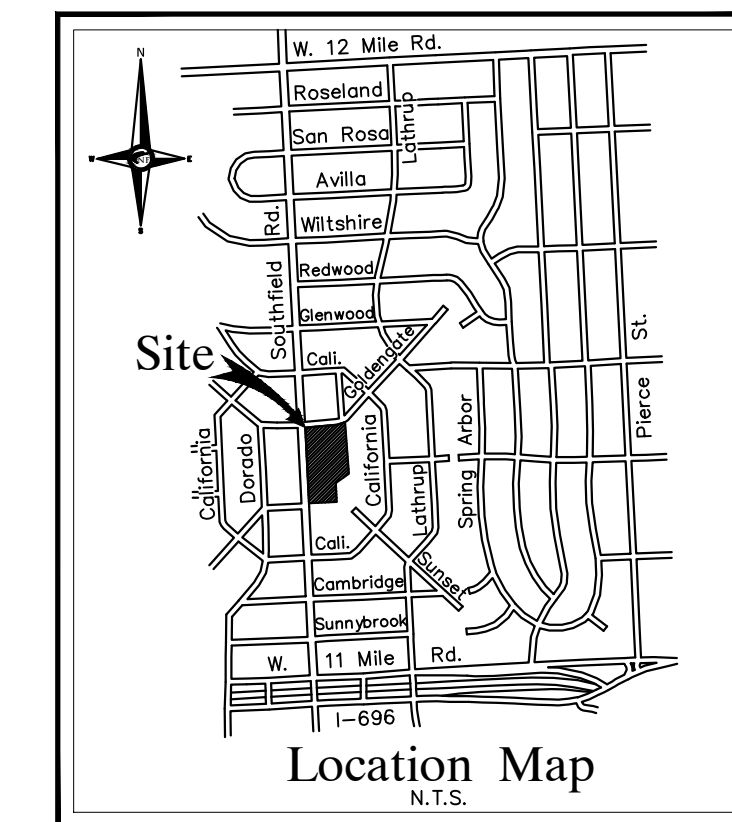 N
W. 12 Mile Rd.
Roseland
Lathrup
San Rosa
W
NF
E
Avilla
S
Southfield Rd.
Wiltshire
Redwood
Glenwood
St.
Site
Cali.
Goldengate
Pierce
Arbor
California
Dorado
California
Lathrup
Spring
Cali.
Sunset
Cambridge
Sunnybrook
W. 11 Mile Rd.
I-696
Location Map
N.T.S.